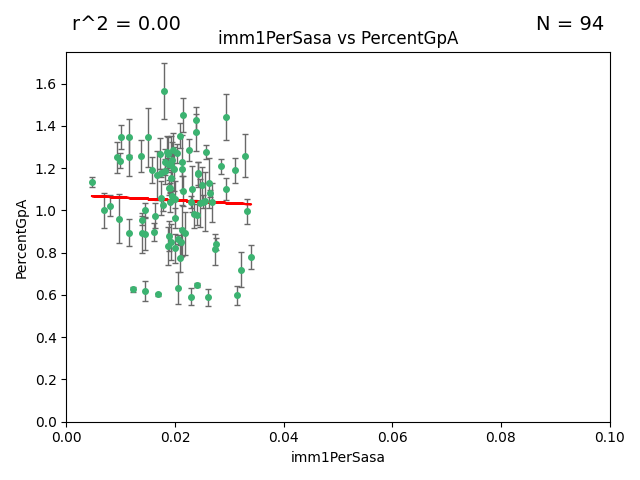 r^2 = 0.00
N = 94
imm1PerSasa vs PercentGpA
PercentGpA
1.6
1.4
1.2
1.0
0.8
0.6
0.4
0.2
0.0
0.00 0.02 0.04 0.06 0.08 0.10
imm1PerSasa